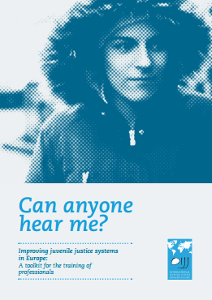 Can anyone
hear me?
Improving juvenile justice systems
in Europe:
A toolkit for the training of
professionals